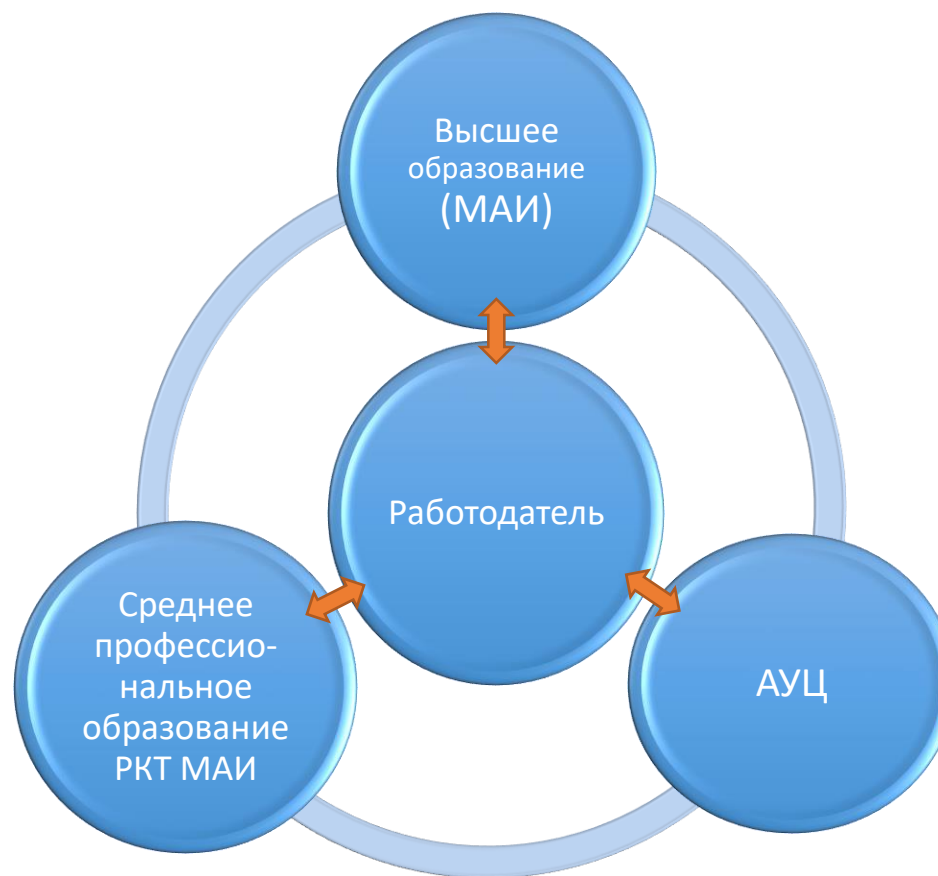 Высшее
образование
(МАИ)
Работодатель
Среднее
профессио-
нальное
образование
РКТ МАИ
АУЦ